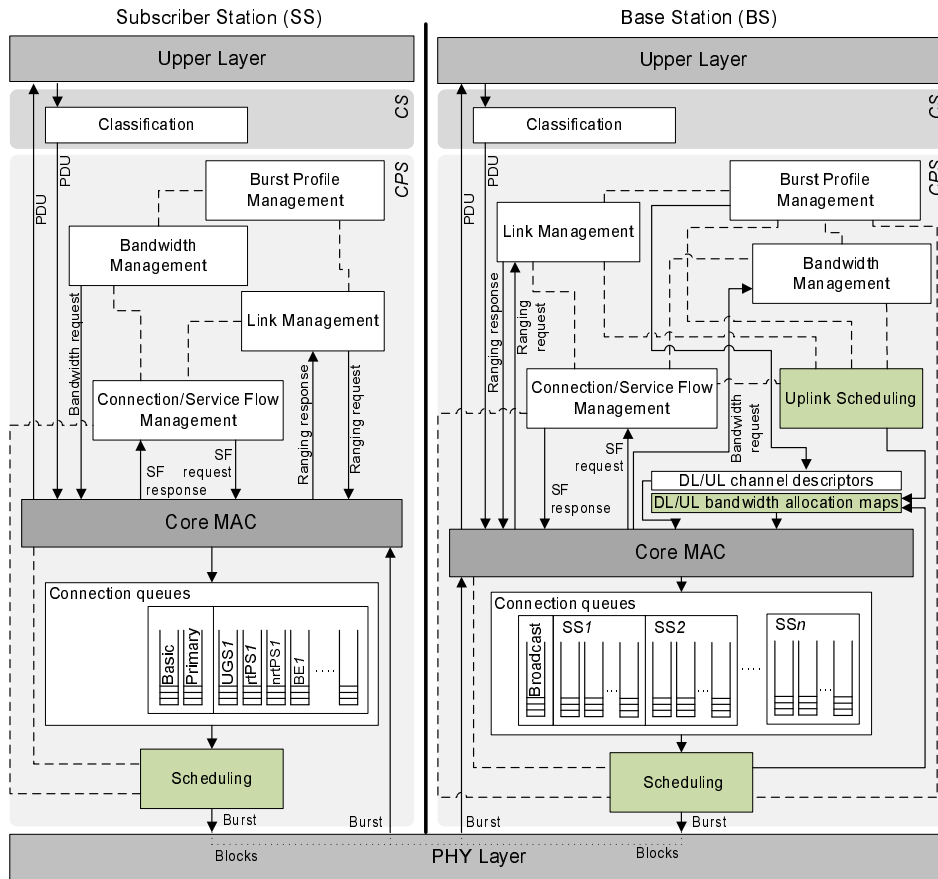 Subscriber Station (SS)
Upper Layer
CS
Classification
PDU
PDU
CPS
Burst Profile
Management
Bandwidth
Management
Link Management
Bandwidth request
Connection/Service Flow
Management
Ranging response
Ranging request
SF
response
SF
request
Core MAC
Connection queues
Basic
Primary
UGS1
rtPS1
nrtPS1
BE1
....
Scheduling
Burst
Burst
Blocks
Base Station (BS)
Upper Layer
CS
Classification
PDU
PDU
CPS
Burst Profile
Management
Link Management
Bandwidth
Management
Ranging response
Ranging
request
Connection/Service Flow
Management
Uplink Scheduling
Bandwidth
request
SF
request
SF
response
DL/UL channel descriptors
DL/UL bandwidth allocation maps
Core MAC
Connection queues
Broadcast
SS1
...
SS2
...
....
SSn
...
Scheduling
Burst
Burst
Blocks
PHY Layer